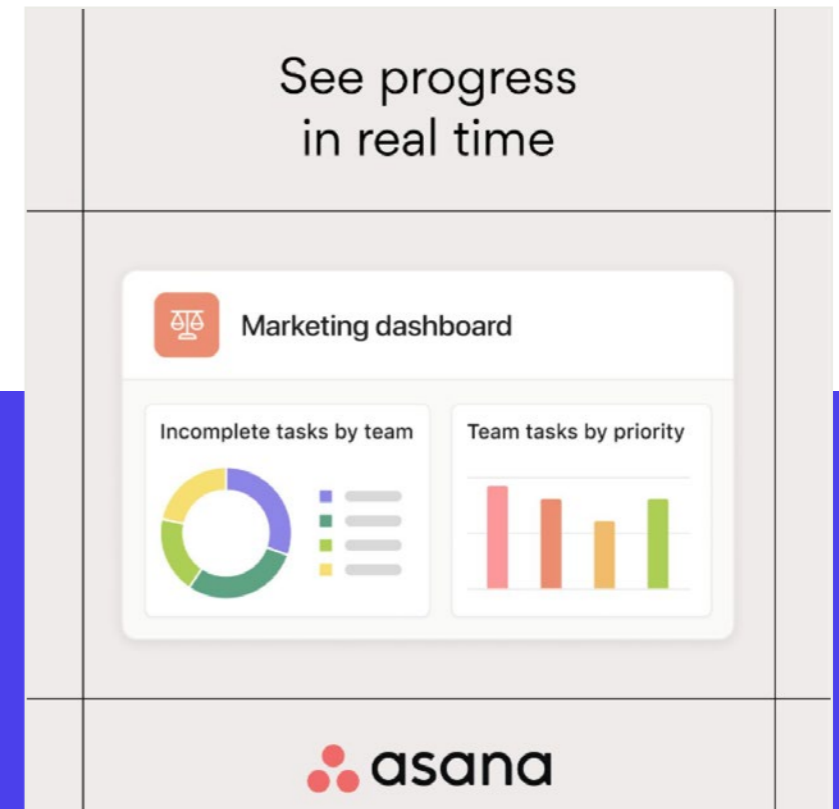 See progress
in real time
Marketing dashboard
Incomplete tasks by team
Team tasks by priority
asana